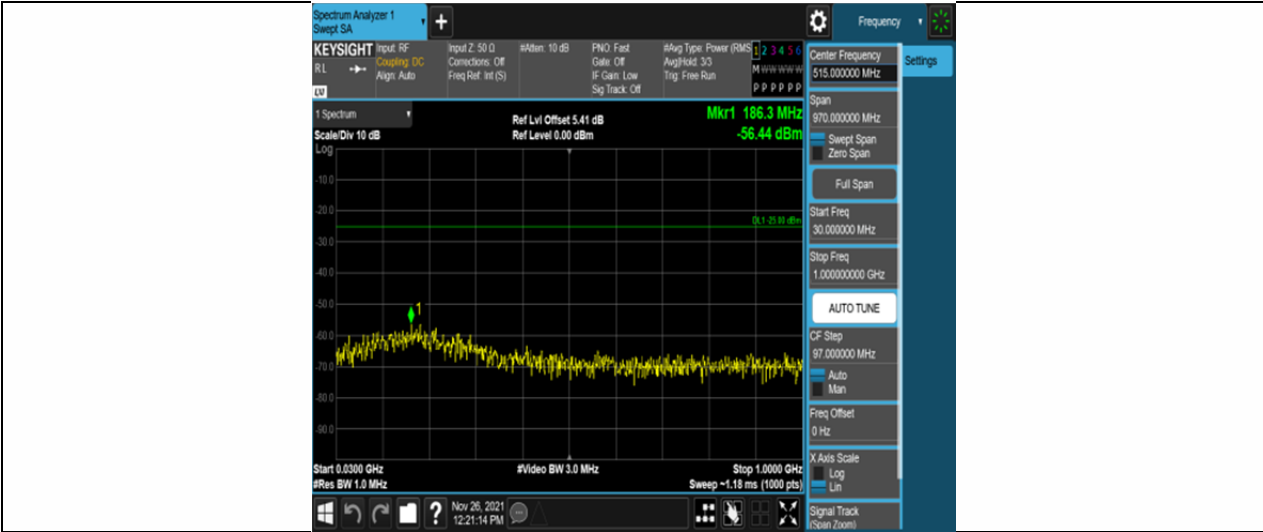 Spectrum Analyzer 1
Swept SA
+
Frequency
KEYSIGHT
RL
LV
Input: RF
Coupling: DC
Align: Auto
Input Z: 50 Ω
Corrections: Off
Freq Ref: Int (S)
#Atten: 10 dB
PNO: Fast
Gate: Off
IF Gain: Low
Sig Track: Off
#Avg Type: Power (RMS
Avg|Hold: 3/3
Trig: Free Run
1 2 3 4 5 6
M W W W W W
P P P P P P
Center Frequency
515.000000 MHz
Settings
1 Spectrum
Scale/Div 10 dB
Ref Lvl Offset 5.41 dB
Ref Level 0.00 dBm
Mkr1 186.3 MHz
-56.44 dBm
Log
-10.0
-20.0
-30.0
-40.0
-50.0
-60.0
-70.0
-80.0
-90.0
DL1 -25.00 dBm
1
Start 0.0300 GHz
#Res BW 1.0 MHz
#Video BW 3.0 MHz
Stop 1.0000 GHz
Sweep ~1.18 ms (1000 pts)
Span
970.000000 MHz
Swept Span
Zero Span
Full Span
Start Freq
30.000000 MHz
Stop Freq
1.000000000 GHz
AUTO TUNE
CF Step
97.000000 MHz
Auto
Man
Freq Offset
0 Hz
X Axis Scale
Log
Lin
Signal Track
(Span Zoom)
?
Nov 26, 2021
12:21:14 PM